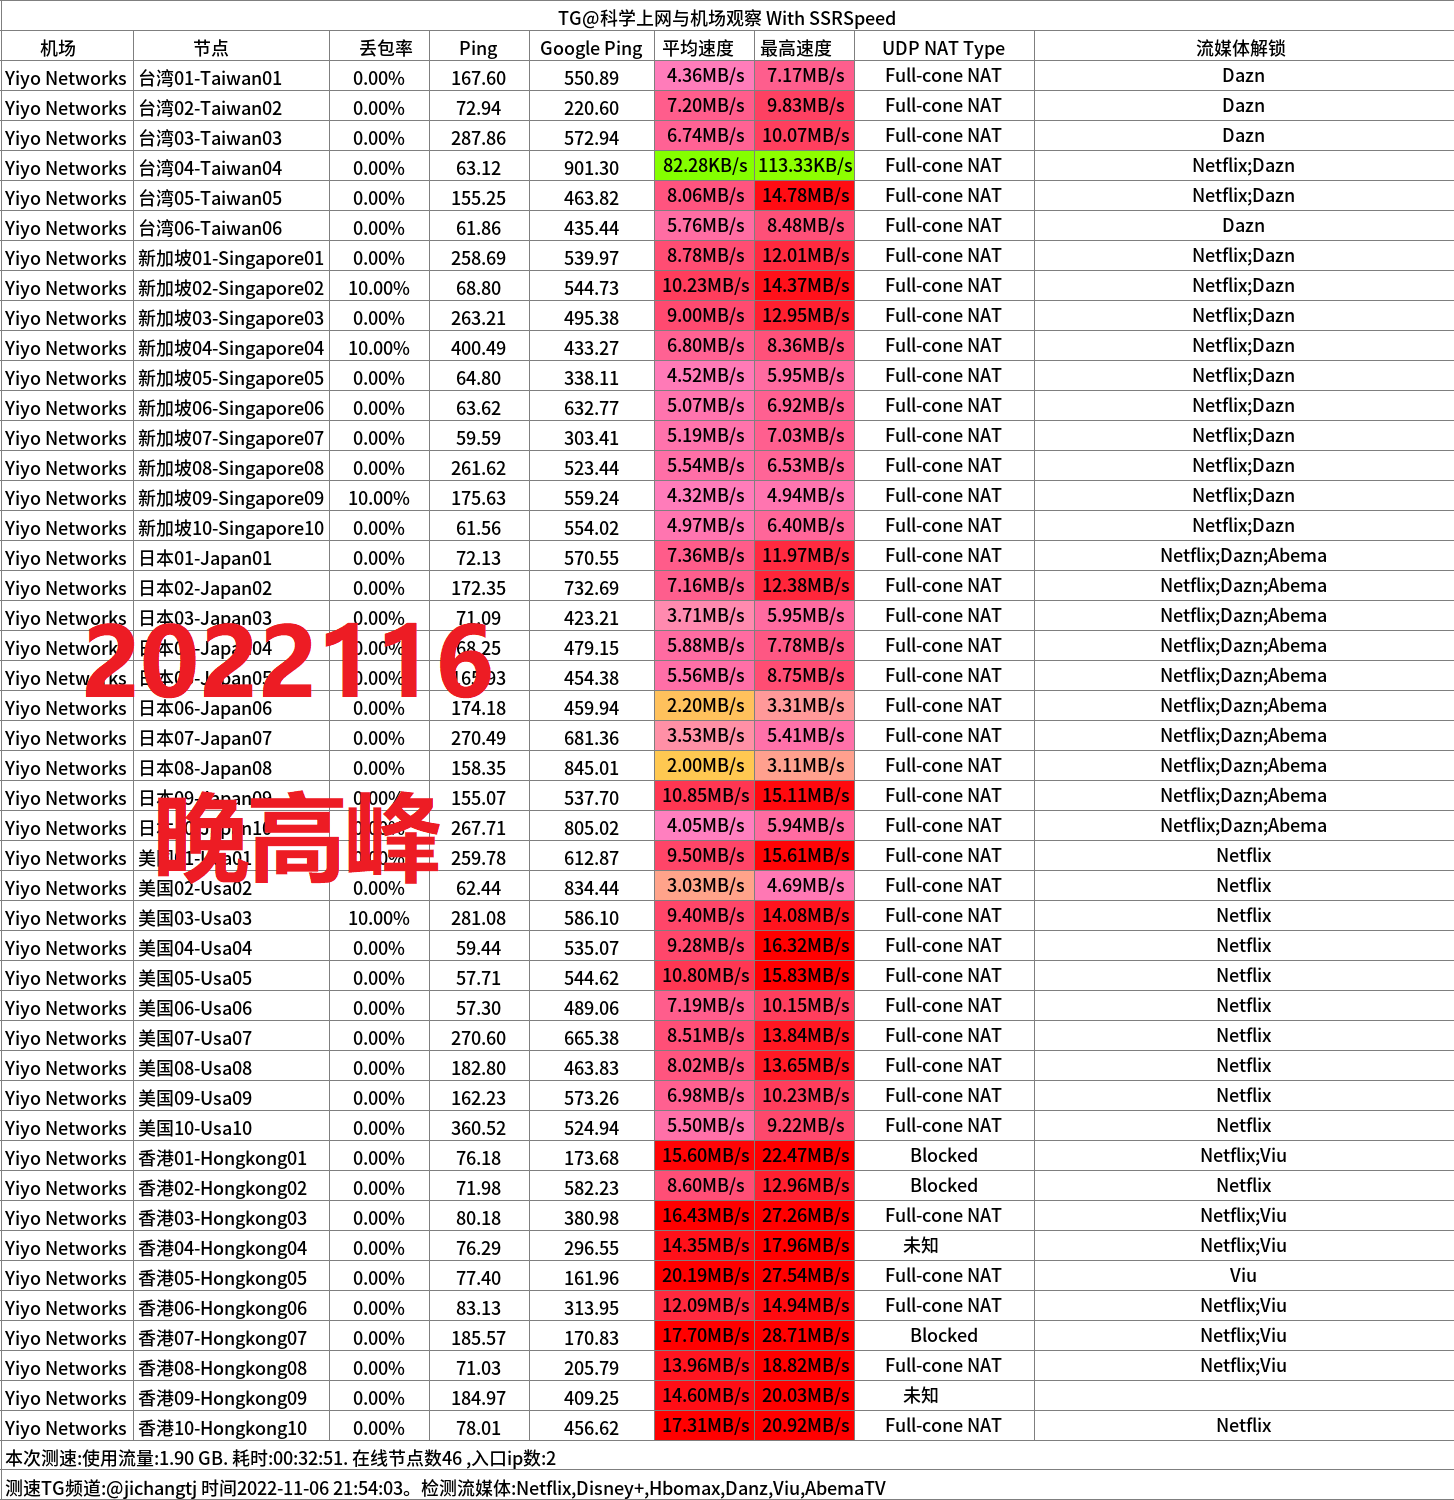 TG@科学上网与机场观察 With SSRSpeed
机场 节点 丢包率 Ping Google Ping 平均速度 最高速度 UDP NAT Type 流媒体解锁
Yiyo Networks 台湾01-Taiwan01 0.00% 167.60 550.89 4.36MB/s 7.17MB/s Full-cone NAT Dazn
Yiyo Networks 台湾02-Taiwan02 0.00% 72.94 220.60 7.20MB/s 9.83MB/s Full-cone NAT Dazn
Yiyo Networks 台湾03-Taiwan03 0.00% 287.86 572.94 6.74MB/s 10.07MB/s Full-cone NAT Dazn
Yiyo Networks 台湾04-Taiwan04 0.00% 63.12 901.30 82.28KB/s 113.33KB/s Full-cone NAT Netflix;Dazn
Yiyo Networks 台湾05-Taiwan05 0.00% 155.25 463.82 8.06MB/s 14.78MB/s Full-cone NAT Netflix;Dazn
Yiyo Networks 台湾06-Taiwan06 0.00% 61.86 435.44 5.76MB/s 8.48MB/s Full-cone NAT Dazn
Yiyo Networks 新加坡01-Singapore01 0.00% 258.69 539.97 8.78MB/s 12.01MB/s Full-cone NAT Netflix;Dazn
Yiyo Networks 新加坡02-Singapore02 10.00% 68.80 544.73 10.23MB/s 14.37MB/s Full-cone NAT Netflix;Dazn
Yiyo Networks 新加坡03-Singapore03 0.00% 263.21 495.38 9.00MB/s 12.95MB/s Full-cone NAT Netflix;Dazn
Yiyo Networks 新加坡04-Singapore04 10.00% 400.49 433.27 6.80MB/s 8.36MB/s Full-cone NAT Netflix;Dazn
Yiyo Networks 新加坡05-Singapore05 0.00% 64.80 338.11 4.52MB/s 5.95MB/s Full-cone NAT Netflix;Dazn
Yiyo Networks 新加坡06-Singapore06 0.00% 63.62 632.77 5.07MB/s 6.92MB/s Full-cone NAT Netflix;Dazn
Yiyo Networks 新加坡07-Singapore07 0.00% 59.59 303.41 5.19MB/s 7.03MB/s Full-cone NAT Netflix;Dazn
Yiyo Networks 新加坡08-Singapore08 0.00% 261.62 523.44 5.54MB/s 6.53MB/s Full-cone NAT Netflix;Dazn
Yiyo Networks 新加坡09-Singapore09 10.00% 175.63 559.24 4.32MB/s 4.94MB/s Full-cone NAT Netflix;Dazn
Yiyo Networks 新加坡10-Singapore10 0.00% 61.56 554.02 4.97MB/s 6.40MB/s Full-cone NAT Netflix;Dazn
Yiyo Networks 日本01-Japan01 0.00% 72.13 570.55 7.36MB/s 11.97MB/s Full-cone NAT Netflix;Dazn;Abema
Yiyo Networks 日本02-Japan02 0.00% 172.35 732.69 7.16MB/s 12.38MB/s Full-cone NAT Netflix;Dazn;Abema
Yiyo Networks 日本03-Japan03 0.00% 71.09 423.21 3.71MB/s 5.95MB/s Full-cone NAT Netflix;Dazn;Abema
2022116
Yiyo Networks 日本04-Japan04 0.00% 68.25 479.15 5.88MB/s 7.78MB/s Full-cone NAT Netflix;Dazn;Abema
Yiyo Networks 日本05-Japan05 0.00% 165.93 454.38 5.56MB/s 8.75MB/s Full-cone NAT Netflix;Dazn;Abema
Yiyo Networks 日本06-Japan06 0.00% 174.18 459.94 2.20MB/s 3.31MB/s Full-cone NAT Netflix;Dazn;Abema
Yiyo Networks 日本07-Japan07 0.00% 270.49 681.36 3.53MB/s 5.41MB/s Full-cone NAT Netflix;Dazn;Abema
Yiyo Networks 日本08-Japan08 0.00% 158.35 845.01 2.00MB/s 3.11MB/s Full-cone NAT Netflix;Dazn;Abema
Yiyo Networks 日本09-Japan09 0.00% 155.07 537.70 10.85MB/s 15.11MB/s Full-cone NAT Netflix;Dazn;Abema
晚高峰
Yiyo Networks 日本10-Japan10 0.00% 267.71 805.02 4.05MB/s 5.94MB/s Full-cone NAT Netflix;Dazn;Abema
Yiyo Networks 美国01-Usa01 0.00% 259.78 612.87 9.50MB/s 15.61MB/s Full-cone NAT Netflix
Yiyo Networks 美国02-Usa02 0.00% 62.44 834.44 3.03MB/s 4.69MB/s Full-cone NAT Netflix
Yiyo Networks 美国03-Usa03 10.00% 281.08 586.10 9.40MB/s 14.08MB/s Full-cone NAT Netflix
Yiyo Networks 美国04-Usa04 0.00% 59.44 535.07 9.28MB/s 16.32MB/s Full-cone NAT Netflix
Yiyo Networks 美国05-Usa05 0.00% 57.71 544.62 10.80MB/s 15.83MB/s Full-cone NAT Netflix
Yiyo Networks 美国06-Usa06 0.00% 57.30 489.06 7.19MB/s 10.15MB/s Full-cone NAT Netflix
Yiyo Networks 美国07-Usa07 0.00% 270.60 665.38 8.51MB/s 13.84MB/s Full-cone NAT Netflix
Yiyo Networks 美国08-Usa08 0.00% 182.80 463.83 8.02MB/s 13.65MB/s Full-cone NAT Netflix
Yiyo Networks 美国09-Usa09 0.00% 162.23 573.26 6.98MB/s 10.23MB/s Full-cone NAT Netflix
Yiyo Networks 美国10-Usa10 0.00% 360.52 524.94 5.50MB/s 9.22MB/s Full-cone NAT Netflix
Yiyo Networks 香港01-Hongkong01 0.00% 76.18 173.68 15.60MB/s 22.47MB/s Blocked Netflix;Viu
Yiyo Networks 香港02-Hongkong02 0.00% 71.98 582.23 8.60MB/s 12.96MB/s Blocked Netflix
Yiyo Networks 香港03-Hongkong03 0.00% 80.18 380.98 16.43MB/s 27.26MB/s Full-cone NAT Netflix;Viu
Yiyo Networks 香港04-Hongkong04 0.00% 76.29 296.55 14.35MB/s 17.96MB/s 未知 Netflix;Viu
Yiyo Networks 香港05-Hongkong05 0.00% 77.40 161.96 20.19MB/s 27.54MB/s Full-cone NAT Viu
Yiyo Networks 香港06-Hongkong06 0.00% 83.13 313.95 12.09MB/s 14.94MB/s Full-cone NAT Netflix;Viu
Yiyo Networks 香港07-Hongkong07 0.00% 185.57 170.83 17.70MB/s 28.71MB/s Blocked Netflix;Viu
Yiyo Networks 香港08-Hongkong08 0.00% 71.03 205.79 13.96MB/s 18.82MB/s Full-cone NAT Netflix;Viu
Yiyo Networks 香港09-Hongkong09 0.00% 184.97 409.25 14.60MB/s 20.03MB/s 未知
Yiyo Networks 香港10-Hongkong10 0.00% 78.01 456.62 17.31MB/s 20.92MB/s Full-cone NAT Netflix
本次测速:使用流量:1.90 GB. 耗时:00:32:51. 在线节点数46 ,入口ip数:2
测速TG频道:@jichangtj 时间2022-11-06 21:54:03。检测流媒体:Netflix,Disney+,Hbomax,Danz,Viu,AbemaTV